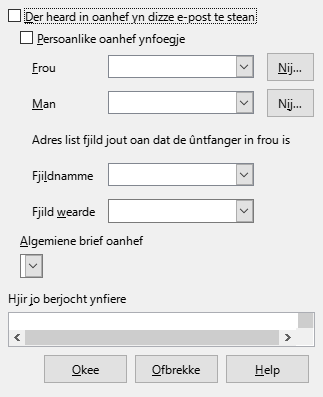 Der heard in oanhef yn dizze e-post te stean
Persoanlike oanhef ynfoegje
Frou Nij...
Man Nij...
Adres list fjild jout oan dat de ûntfanger in frou is
Fjildnamme
Fjild wearde
Algemiene brief oanhef
Hjir jo berjocht ynfiere
Okee Ofbrekke Help